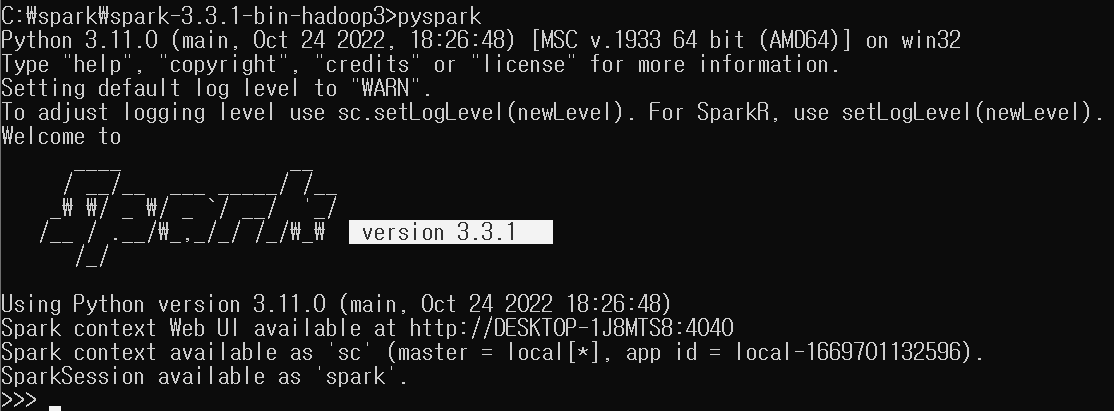 C:₩spark₩spark-3.3.1-bin-hadoop3>pyspark
Python 3.11.0 (main, Oct 24 2022, 18:26:48) [MSC v.1933 64 bit (AMD64)] on win32
Type "help", "copyright", "credits" or "license" for more information.
Setting default log level to "WARN".
To adjust logging level use sc.setLogLevel(newLevel). For SparkR, use setLogLevel(newLevel).
Welcome to
      ____              __
     / __/__  ___ _____/ /__
    _₩ ₩/ _ ₩/ _ `/ __/  '_/
   /__ / .__/₩_,_/_/ /_/₩_₩   version 3.3.1
      /_/
Using Python version 3.11.0 (main, Oct 24 2022 18:26:48)
Spark context Web UI available at http://DESKTOP-1J8MTS8:4040
Spark context available as 'sc' (master = local[*], app id = local-1669701132596).
SparkSession available as 'spark'.
>>>